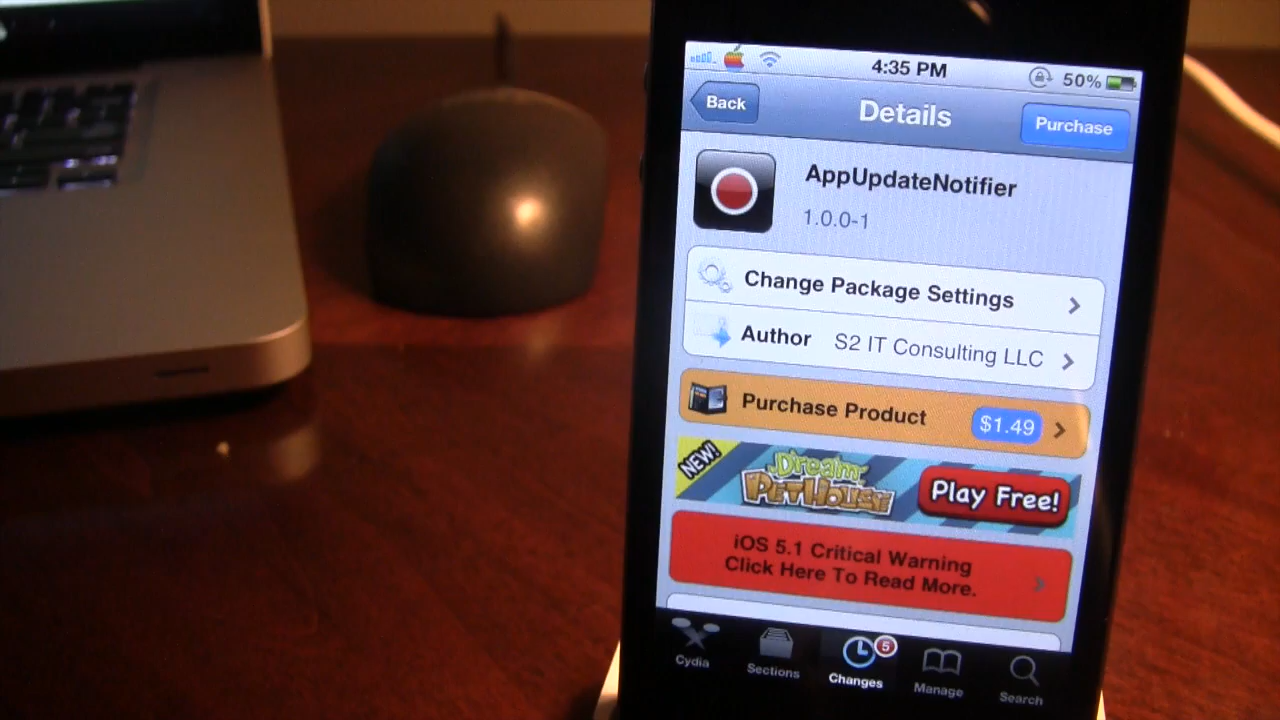 4:35 PM
50%
Back
Details
Purchase
AppUpdateNotifier
1.0.0-1
Change Package Settings
Author S2 IT Consulting LLC
Purchase Product $1.49
NEW!
Dream
PetHouse
Play Free!
iOS 5.1 Critical Warning
Click Here To Read More.
Cydia
Sections
5
Changes
Manage
Search